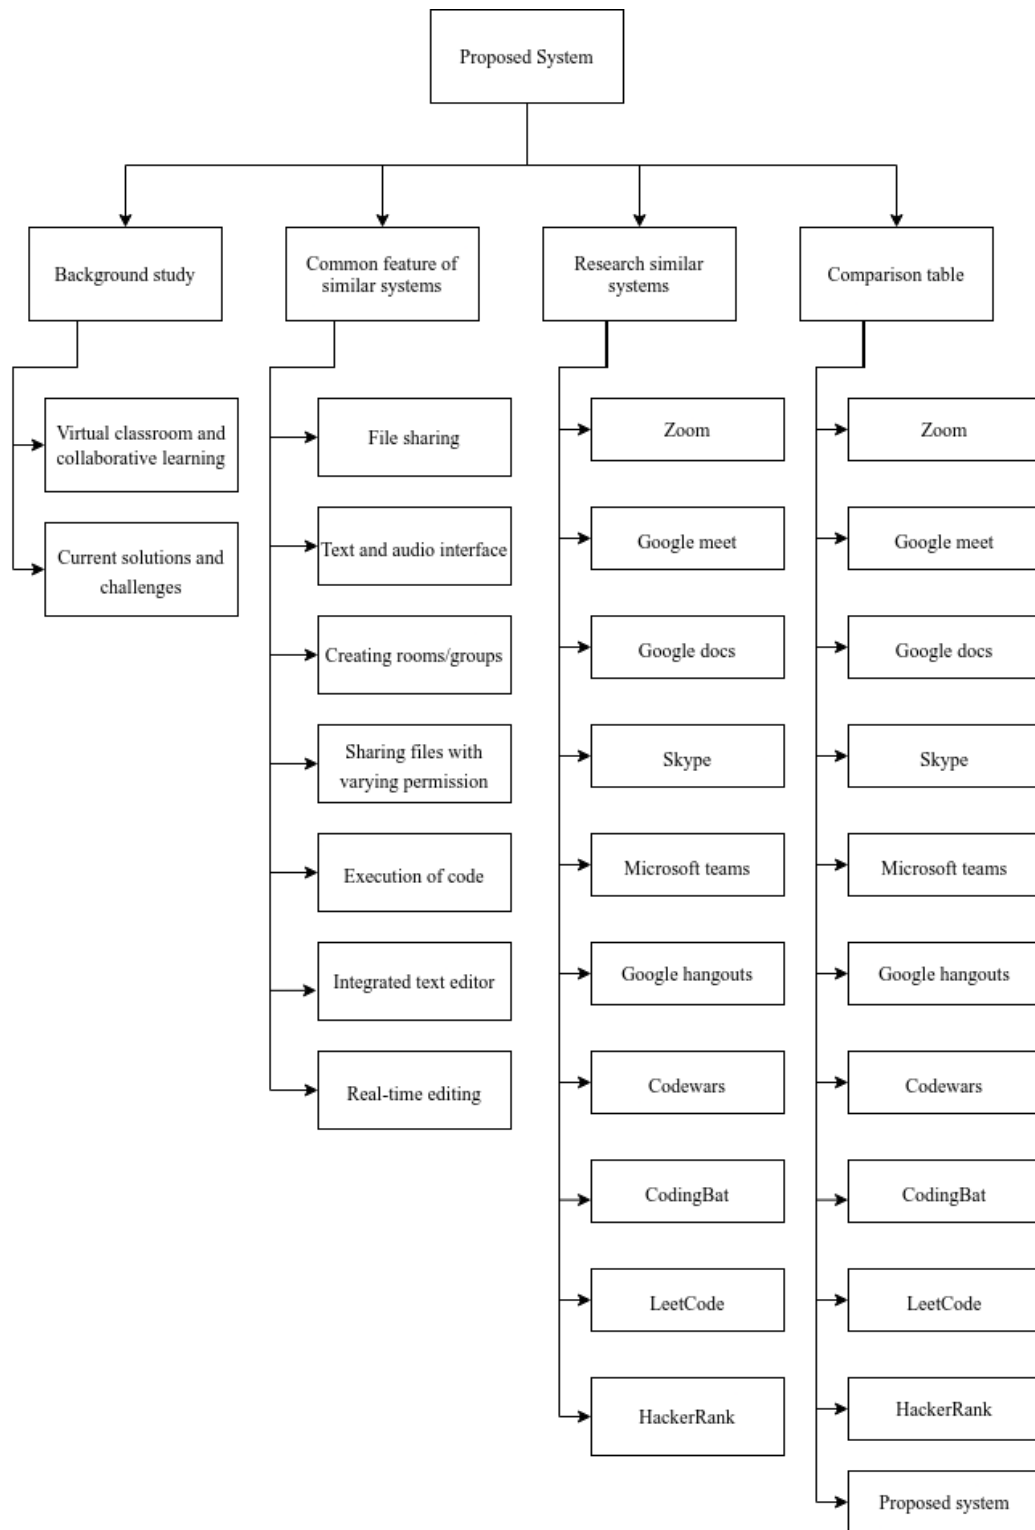 Proposed System
Background study
Common feature of
similar systems
Research similar
systems
Comparison table
Virtual classroom and
collaborative learning
Current solutions and
challenges
File sharing
Text and audio interface
Creating rooms/groups
Sharing files with
varying permission
Execution of code
Integrated text editor
Real-time editing
Zoom
Google meet
Google docs
Skype
Microsoft teams
Google hangouts
Codewars
CodingBat
LeetCode
HackerRank
Zoom
Google meet
Google docs
Skype
Microsoft teams
Google hangouts
Codewars
CodingBat
LeetCode
HackerRank
Proposed system